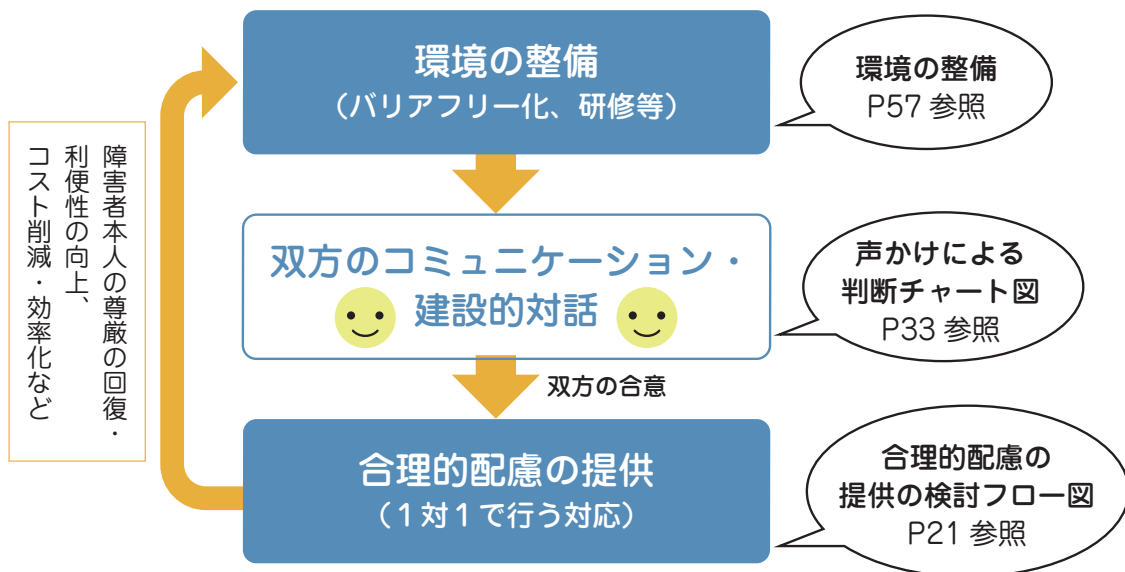 環境の整備
（バリアフリー化、研修等）
環境の整備
P57 参照
双方のコミュニケーション・
建設的対話
声かけによる
判断チャート図
P33 参照
双方の合意
合理的配慮の提供
（１対１で行う対応）
合理的配慮の
提供の検討フロー図
P21 参照
障害者本人の尊厳の回復・
利便性の向上、
コスト削減・効率化など